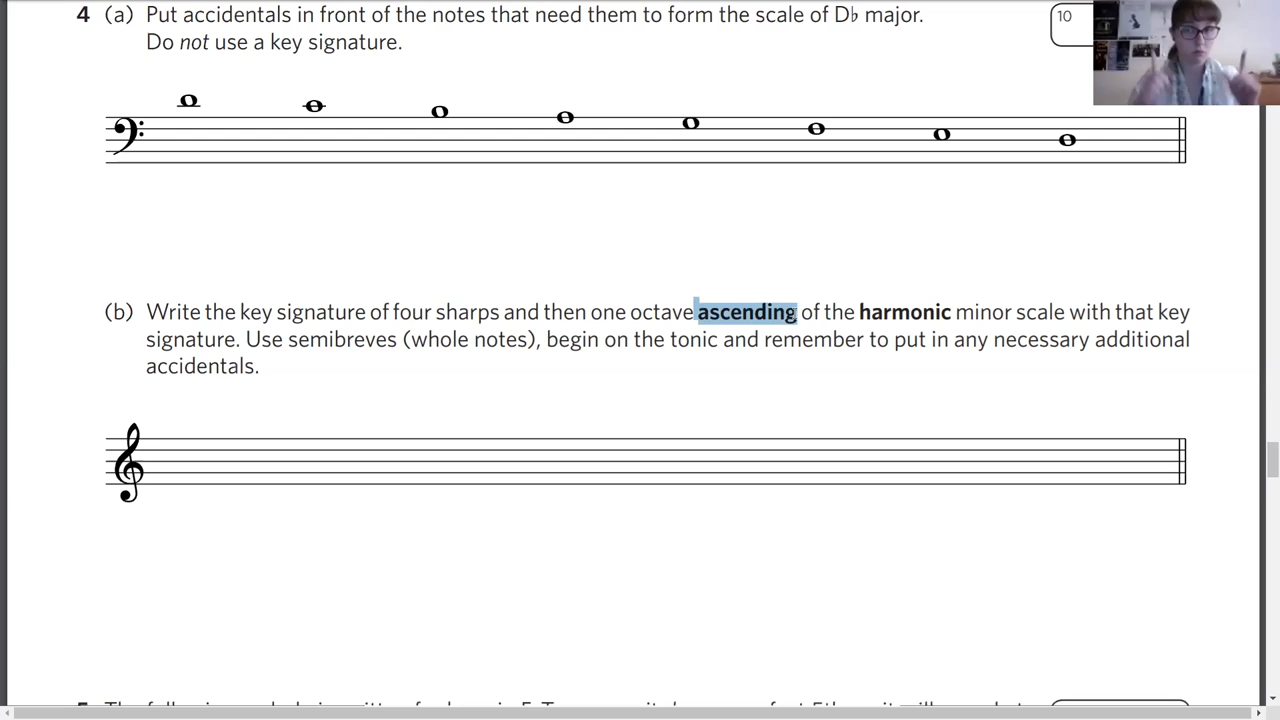 4 (a) Put accidentals in front of the notes that need them to form the scale of D♭ major.
Do not use a key signature.
10
(b) Write the key signature of four sharps and then one octave ascending of the harmonic minor scale with that key
signature. Use semibreves (whole notes), begin on the tonic and remember to put in any necessary additional
accidentals.